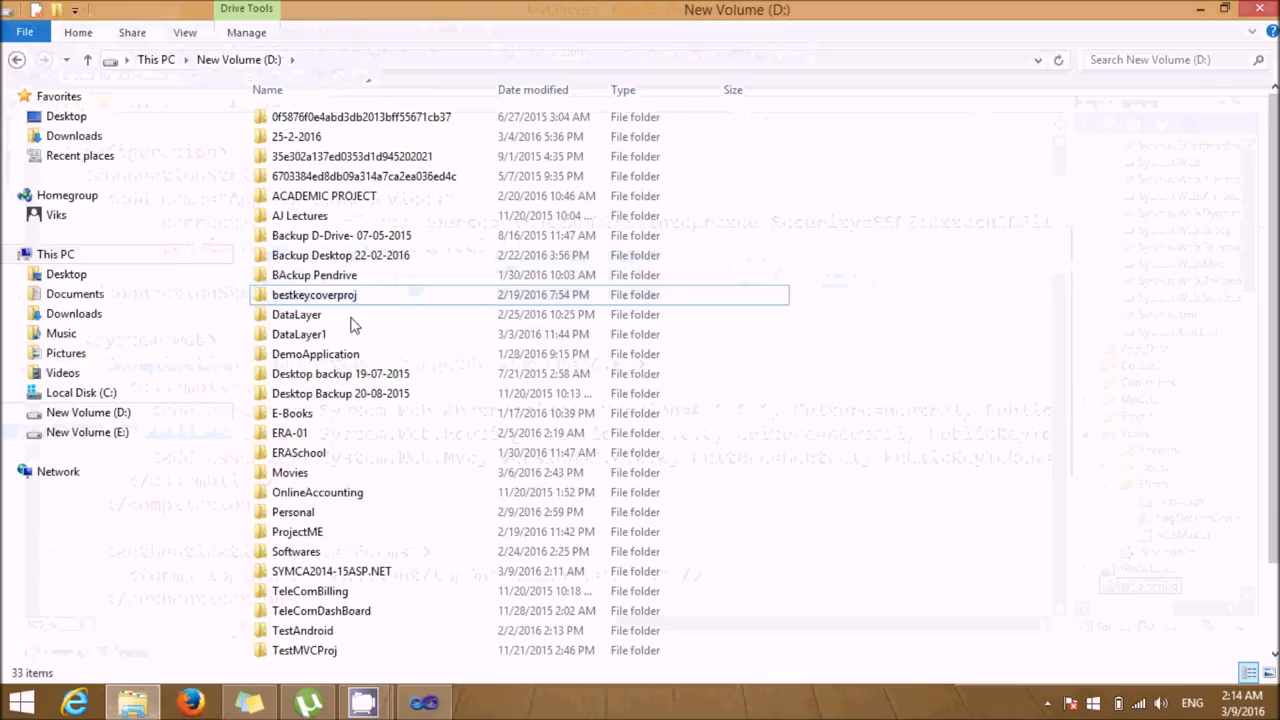 Drive Tools
New Volume (D:)
File Home Share View Manage
This PC New Volume (D:) Search New Volume (D:)
Name Date modified Type Size
Favorites
Desktop
Downloads
Recent places
Homegroup
Viks
This PC
Desktop
Documents
Downloads
Music
Pictures
Videos
Local Disk (C:)
New Volume (D:)
New Volume (E:)
Network
0f5876f0e4abd3db2013bff55671cb37 6/27/2015 3:04 AM File folder
25-2-2016 3/4/2016 5:36 PM File folder
35e302a137ed0353d1d945202021 9/1/2015 4:35 PM File folder
6703384ed8db09a314a7ca2ea036ed4c 5/7/2015 9:35 PM File folder
ACADEMIC PROJECT 2/20/2016 10:46 AM File folder
AJ Lectures 11/20/2015 10:04 ... File folder
Backup D-Drive- 07-05-2015 8/16/2015 11:47 AM File folder
Backup Desktop 22-02-2016 2/22/2016 3:56 PM File folder
BAckup Pendrive 1/30/2016 10:03 AM File folder
bestkeycoverproj 2/19/2016 7:54 PM File folder
DataLayer 2/25/2016 10:25 PM File folder
DataLayer1 3/3/2016 11:44 PM File folder
DemoApplication 1/28/2016 9:15 PM File folder
Desktop backup 19-07-2015 7/21/2015 2:58 AM File folder
Desktop Backup 20-08-2015 11/20/2015 10:13 ... File folder
E-Books 1/17/2016 10:39 PM File folder
ERA-01 2/5/2016 2:19 AM File folder
ERASchool 1/30/2016 11:47 AM File folder
Movies 3/6/2016 2:43 PM File folder
OnlineAccounting 11/20/2015 1:52 PM File folder
Personal 2/9/2016 2:59 PM File folder
ProjectME 2/19/2016 11:42 PM File folder
Softwares 2/24/2016 2:25 PM File folder
SYMCA2014-15ASP.NET 3/9/2016 2:11 AM File folder
TeleComBilling 11/20/2015 10:18 ... File folder
TeleComDashBoard 11/28/2015 2:02 AM File folder
TestAndroid 2/2/2016 2:13 PM File folder
TestMVCProj 11/21/2015 2:46 PM File folder
33 items
ENG 2:14 AM
3/9/2016